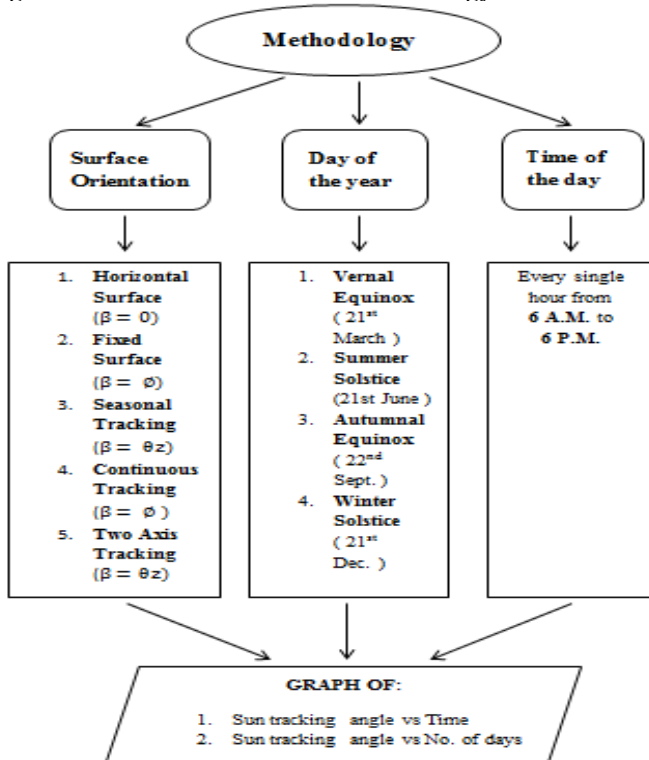 Methodology
Surface
Orientation
Day of
the year
Time of
the day
1. Horizontal
Surface
(β = 0)
2. Fixed
Surface
(β = ∅)
3. Seasonal
Tracking
(β = θz)
4. Continuous
Tracking
(β = ∅ )
5. Two Axis
Tracking
(β = θz)
1. Vernal
Equinox
( 21st
March )
2. Summer
Solstice
(21st June )
3. Autumnal
Equinox
( 22nd
Sept. )
4. Winter
Solstice
( 21st
Dec. )
Every single
hour from
6 A.M. to
6 P.M.
GRAPH OF:
1. Sun tracking angle vs Time
2. Sun tracking angle vs No. of days